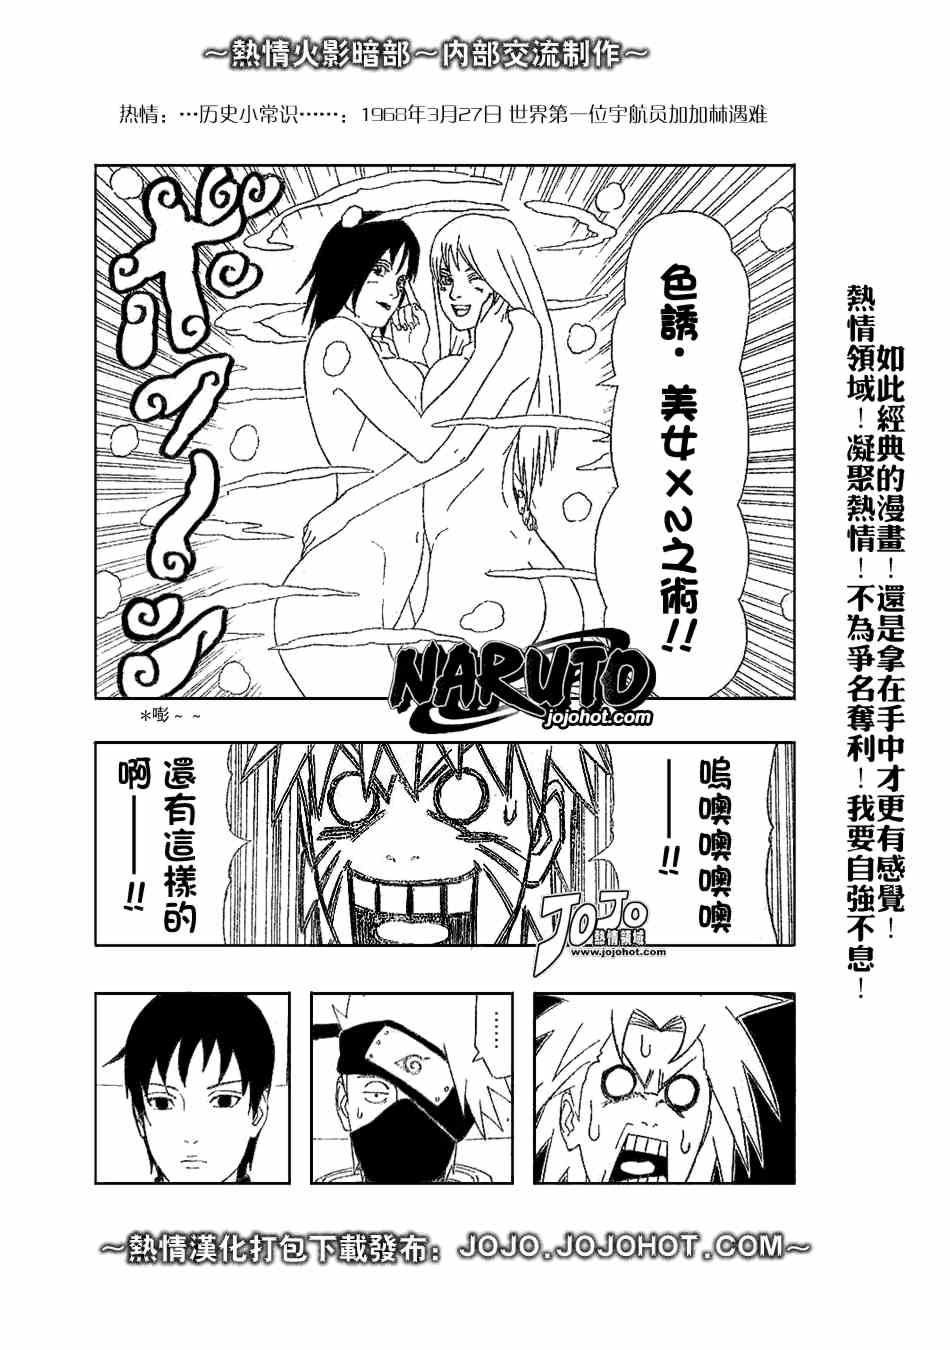 ～熱情火影暗部～内部交流制作～
热情：…历史小常识……：1968年3月27日 世界第一位宇航员加加林遇难
色誘・美女×2之術!!
ボワーン
NARUTO
jojohot.com
*嘭~ ~
嗚噢噢噢噢——!!
還有這樣的
啊——!!
JOJO
熱情領域
www.jojohot.com
……
如此經典的漫畫！還是拿在手中才更有感覺！
熱情領域！凝聚熱情！不為爭名奪利！我要自強不息！
～熱情漢化打包下載發布：JOJO.JOJOHOT.COM～